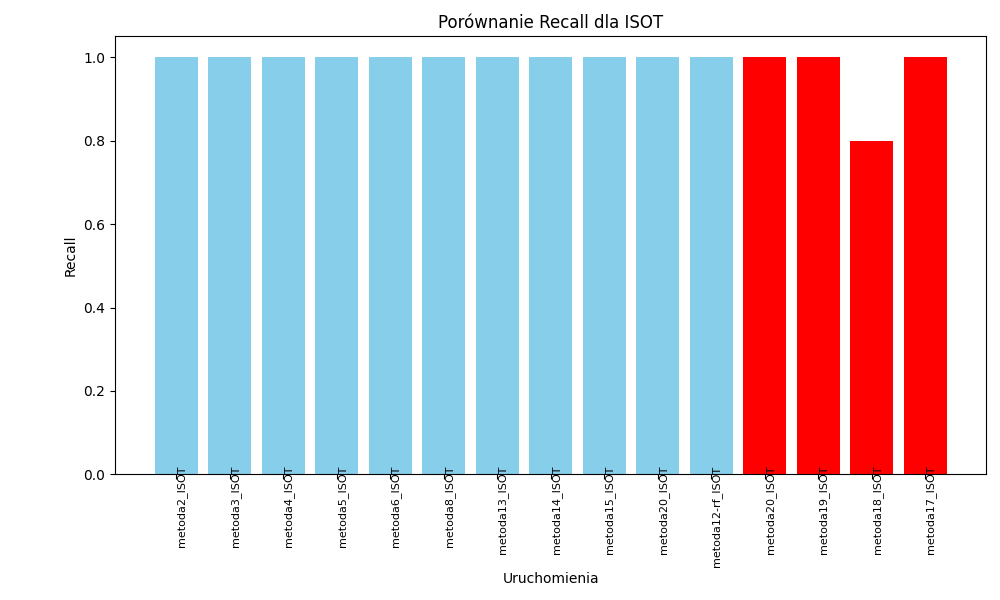 Porównanie Recall dla ISOT
1.0
0.8
0.6
0.4
0.2
0.0
Recall
metoda2_ISOT
metoda3_ISOT
metoda4_ISOT
metoda5_ISOT
metoda6_ISOT
metoda8_ISOT
metoda13_ISOT
metoda14_ISOT
metoda15_ISOT
metoda20_ISOT
metoda12-rf_ISOT
metoda20_ISOT
metoda19_ISOT
metoda18_ISOT
metoda17_ISOT
Uruchomienia